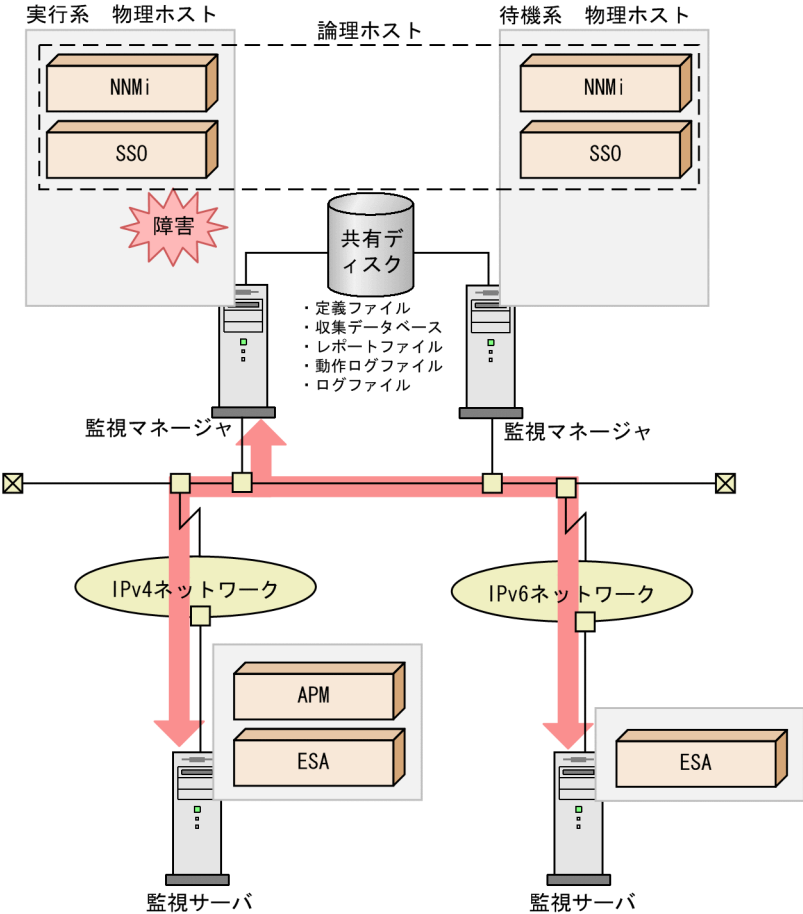 実行系　物理ホスト
待機系　物理ホスト
論理ホスト
NNMi
SSO
NNMi
SSO
障害
共有デ
ィスク
・定義ファイル
・収集データベース
・レポートファイル
・動作ログファイル
・ログファイル
監視マネージャ
監視マネージャ
IPv4ネットワーク
IPv6ネットワーク
APM
ESA
ESA
監視サーバ
監視サーバ